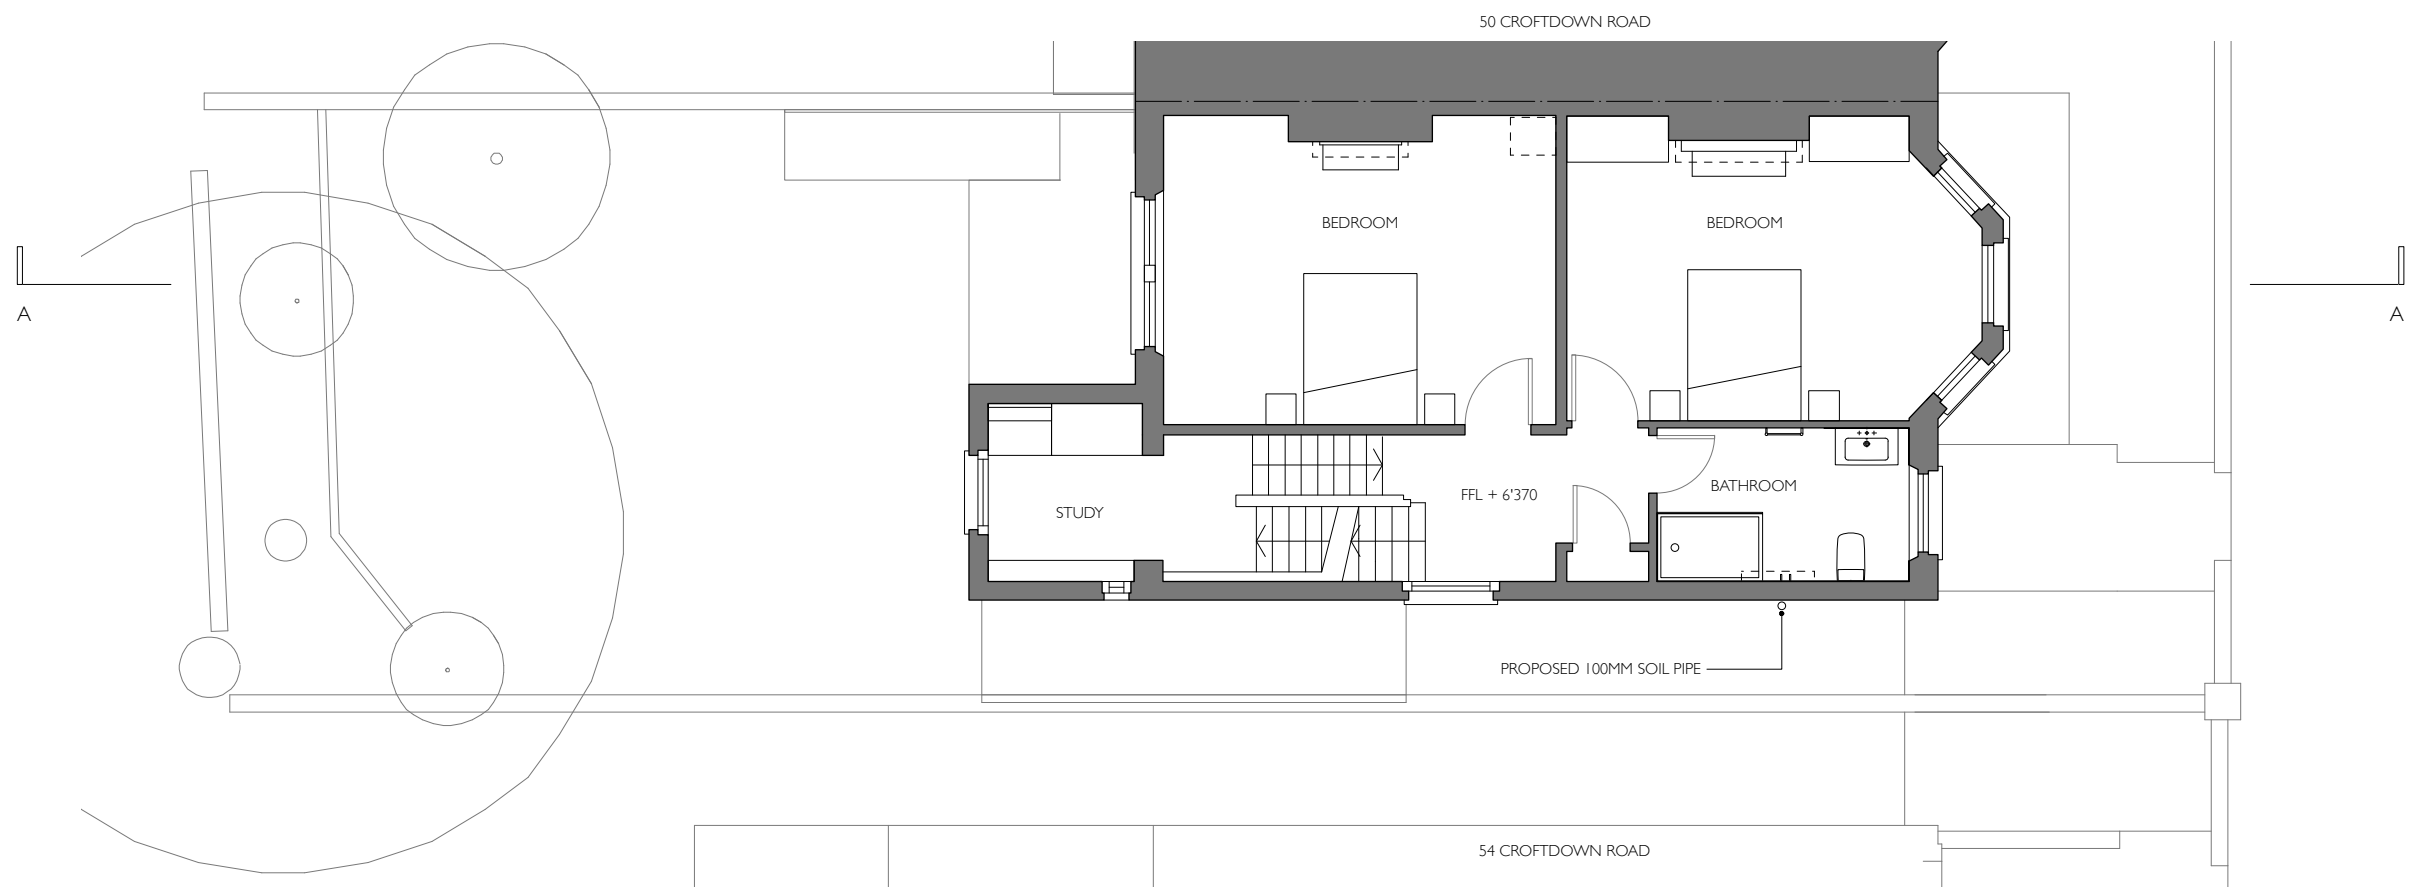 50 CROFTDOWN ROAD
BEDROOM
BEDROOM
A
A
BATHROOM
FFL + 6'370
STUDY
PROPOSED 100MM SOIL PIPE
54 CROFTDOWN ROAD